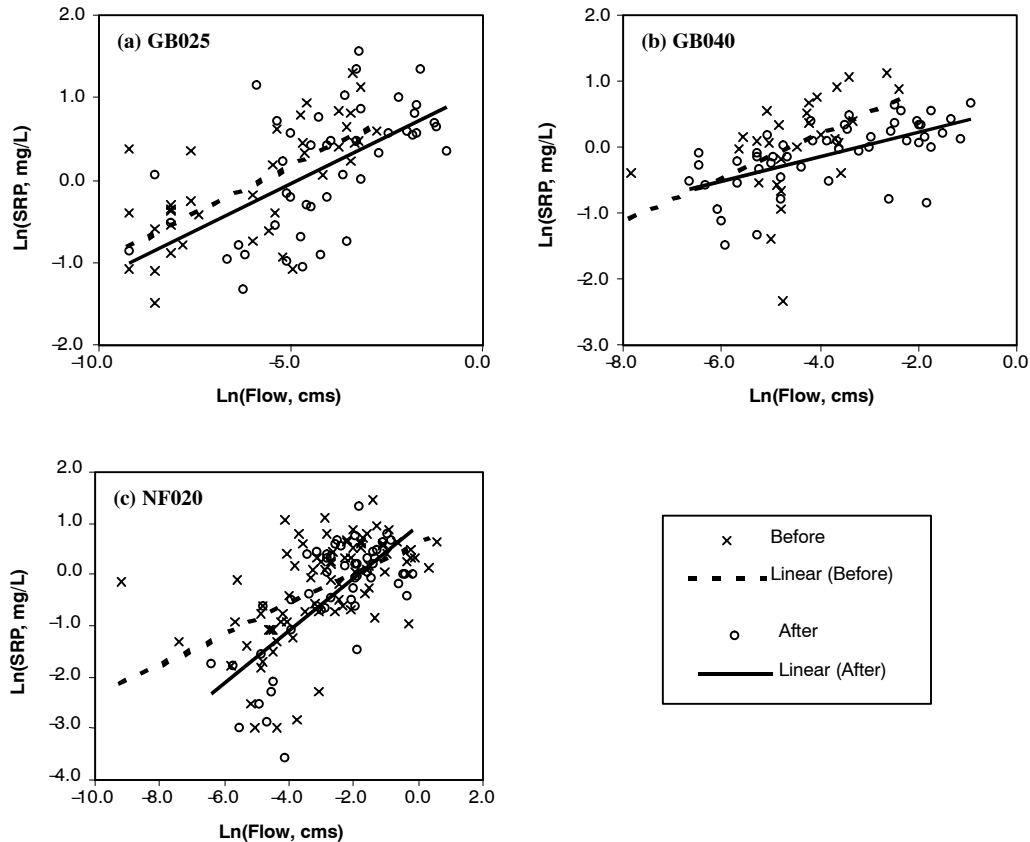 (a) GB025
2.0
1.0
0.0
–1.0
–2.0
–10.0
–5.0
0.0
Ln(SRP, mg/L)
Ln(Flow, cms)
(b) GB040
2.0
1.0
0.0
–1.0
–2.0
–3.0
–8.0
–6.0
–4.0
–2.0
0.0
Ln(SRP, mg/L)
Ln(Flow, cms)
(c) NF020
2.0
1.0
0.0
–1.0
–2.0
–3.0
–4.0
–10.0
–8.0
–6.0
–4.0
–2.0
0.0
2.0
Ln(SRP, mg/L)
Ln(Flow, cms)
Before
Linear (Before)
After
Linear (After)